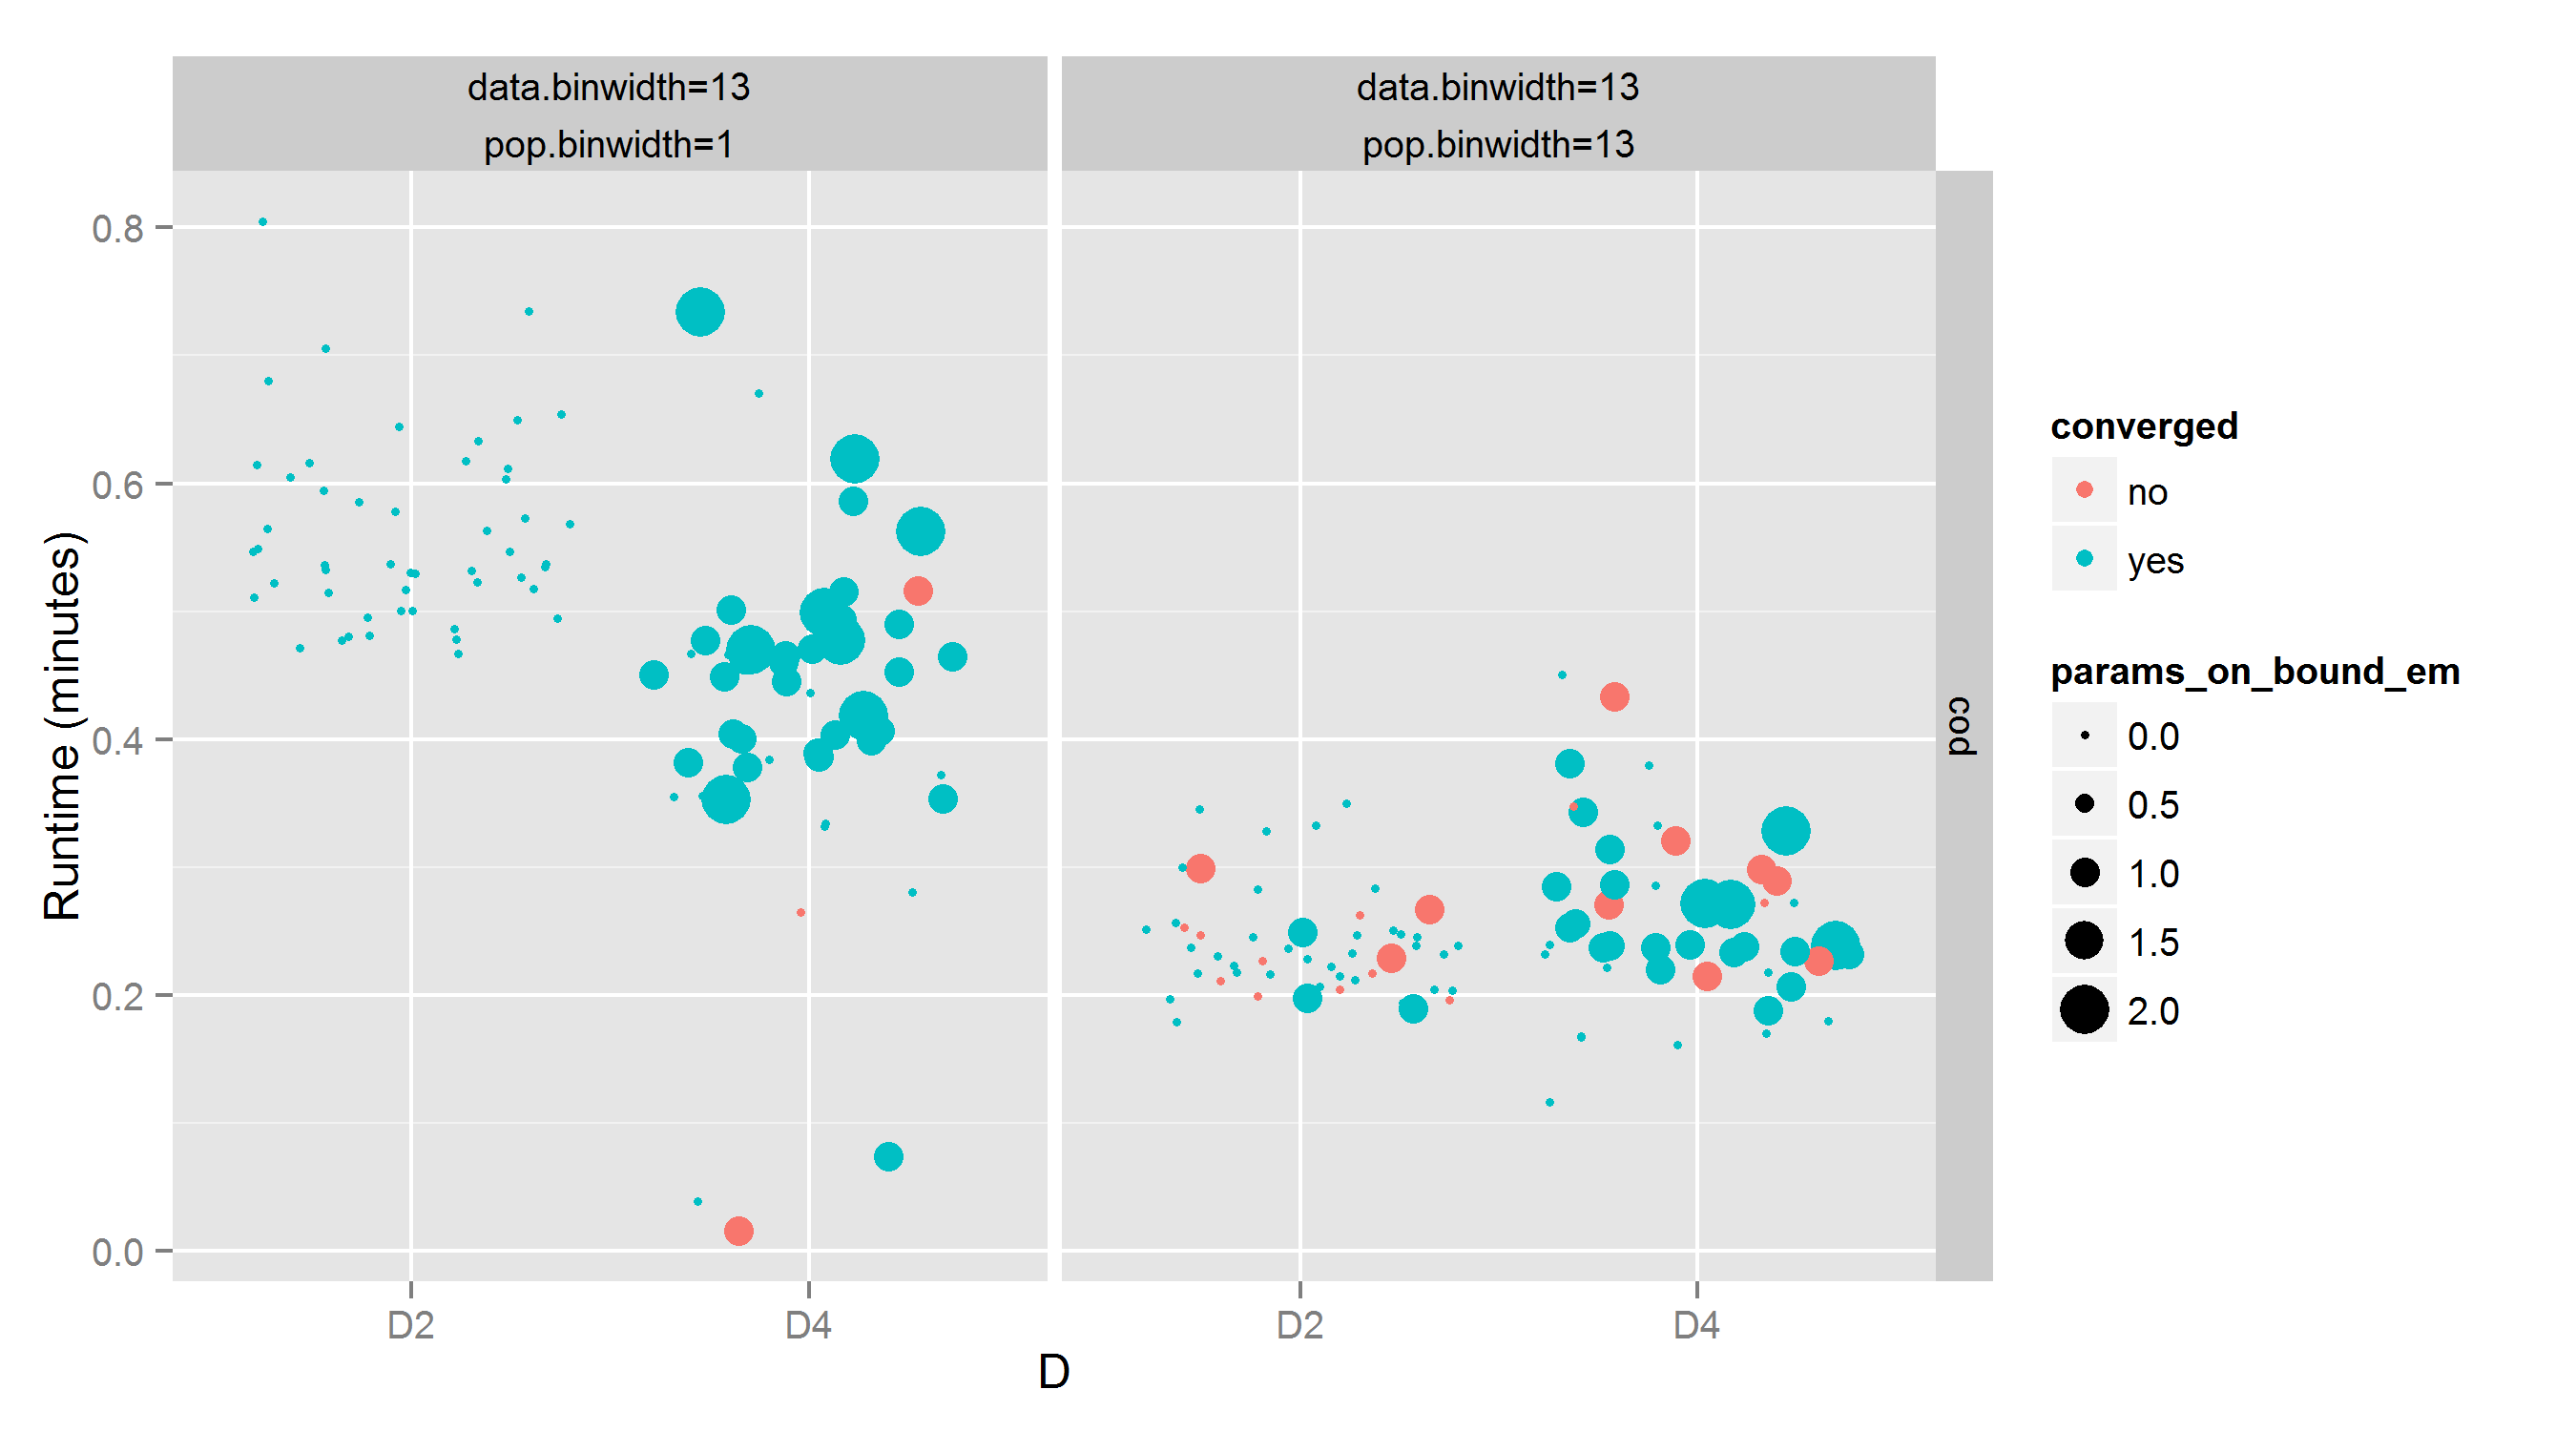 data.binwidth=13
pop.binwidth=1
data.binwidth=13
pop.binwidth=13
cod
Runtime (minutes)
0.8
0.6
0.4
0.2
0.0
D2
D4
D2
D4
D
converged
no
yes
params_on_bound_em
0.0
0.5
1.0
1.5
2.0